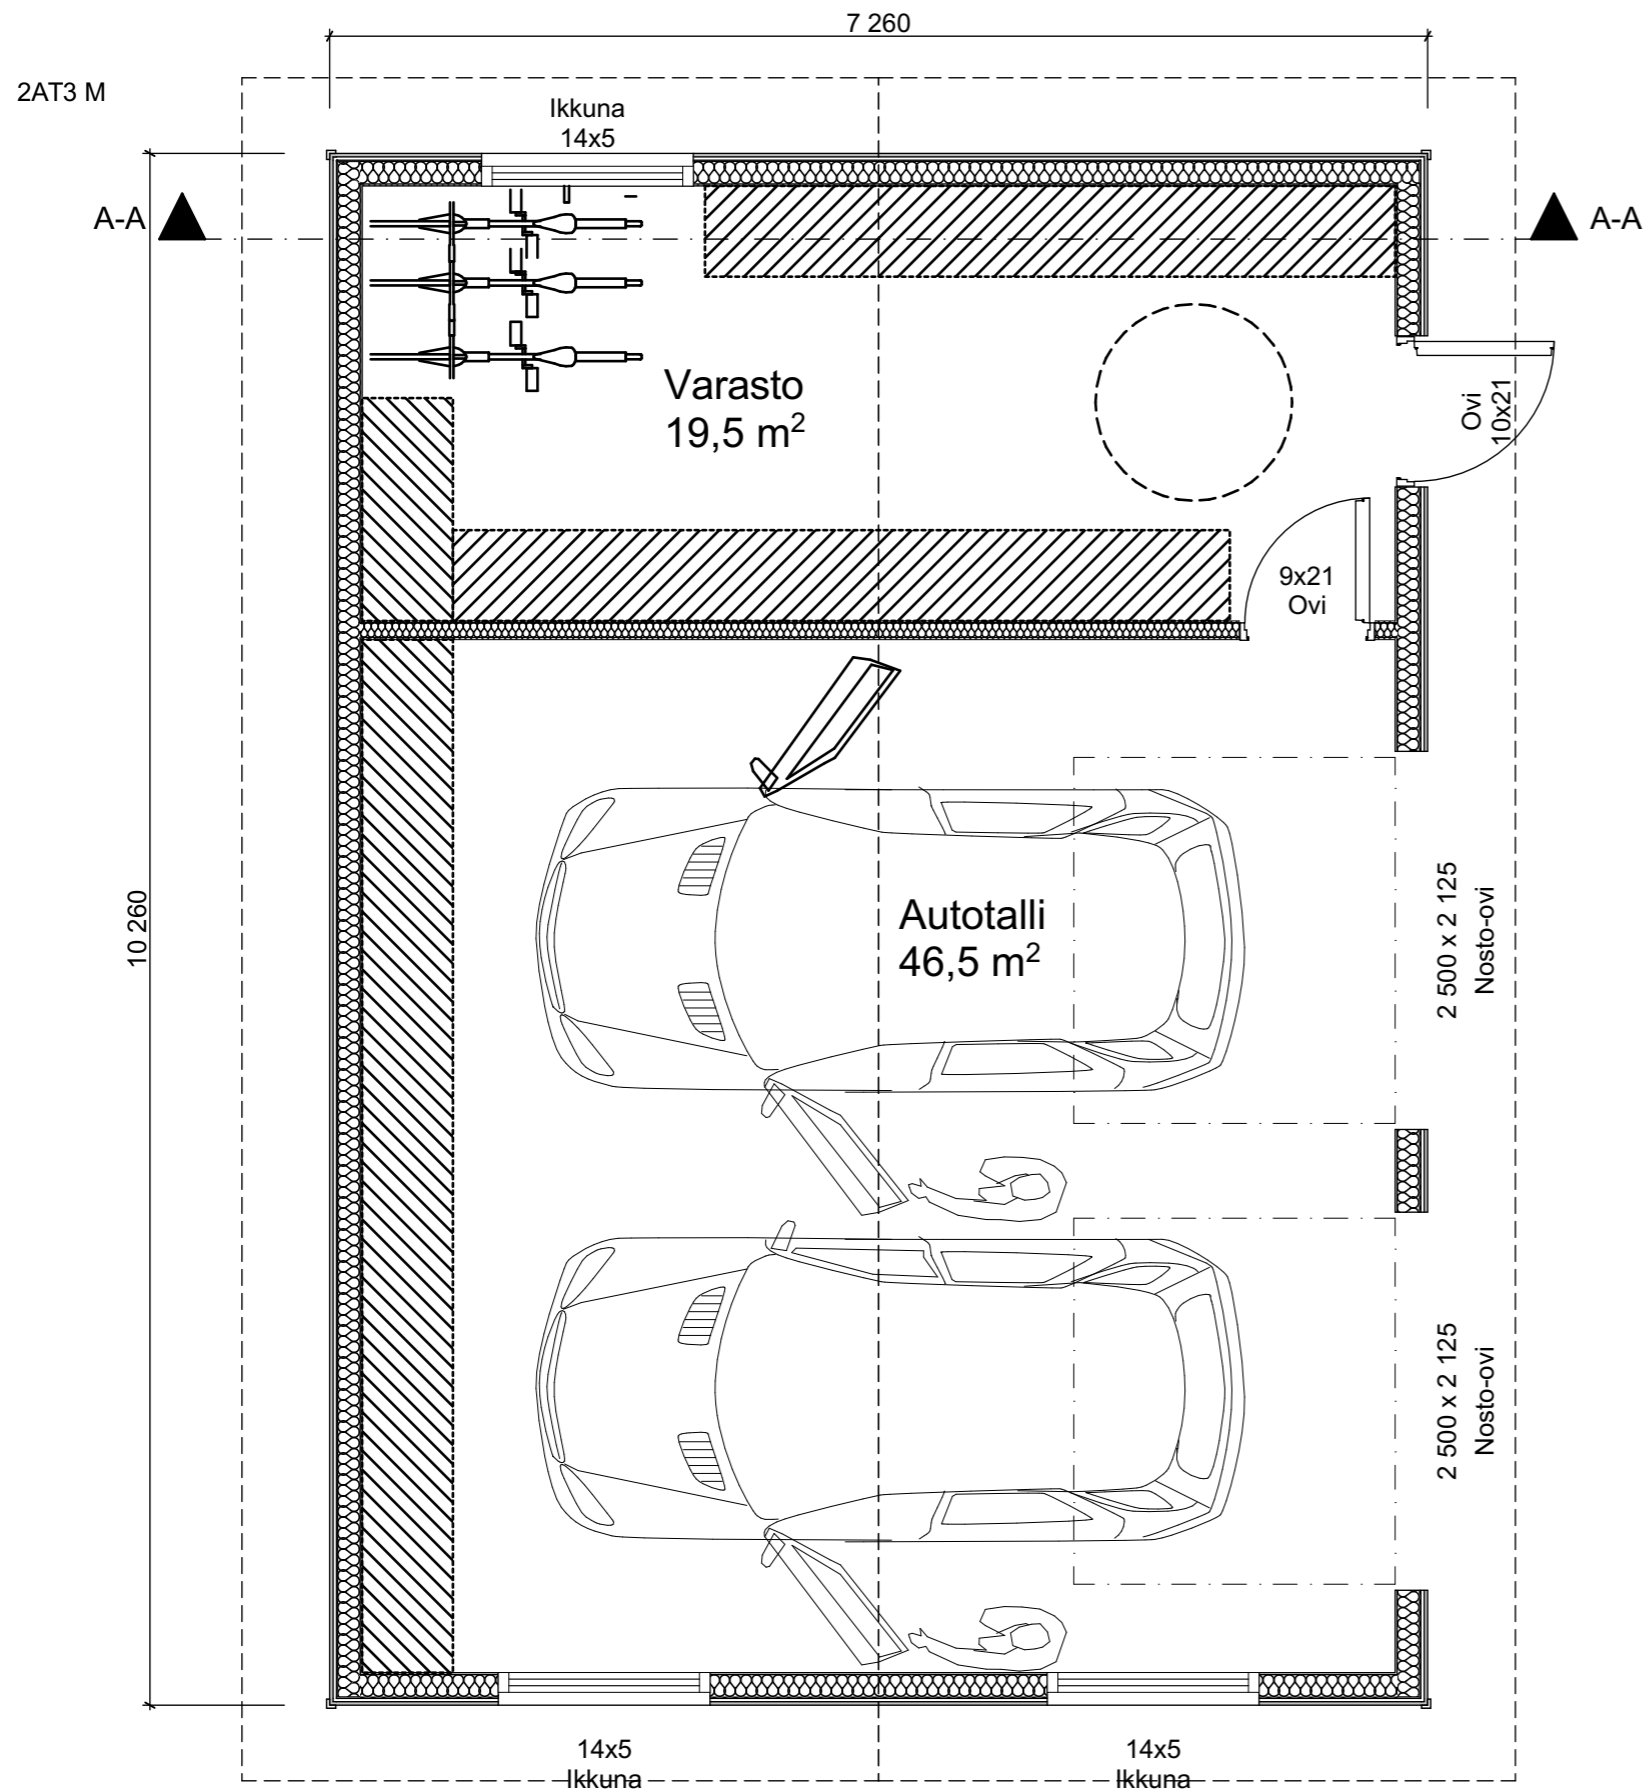 7 260
2AT3 M
Ikkuna
14x5
A-A
A-A
Varasto
19,5 m²
Ovi
10x21
9x21
Ovi
10 260
Autotalli
46,5 m²
2 500 x 2 125
Nosto-ovi
2 500 x 2 125
Nosto-ovi
14x5
Ikkuna
14x5
Ikkuna